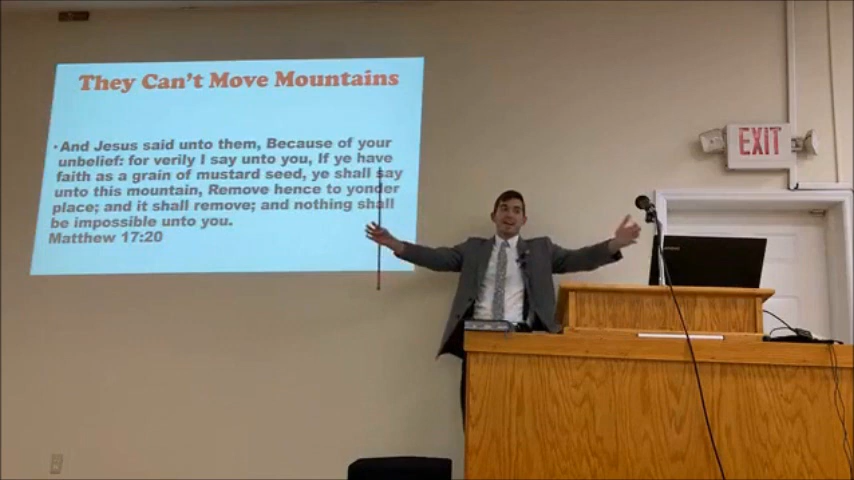 They Can't Move Mountains
• And Jesus said unto them, Because of your
unbelief: for verily I say unto you, If ye have
faith as a grain of mustard seed, ye shall say
unto this mountain, Remove hence to yonder
place; and it shall remove; and nothing shall
be impossible unto you.
Matthew 17:20
EXIT